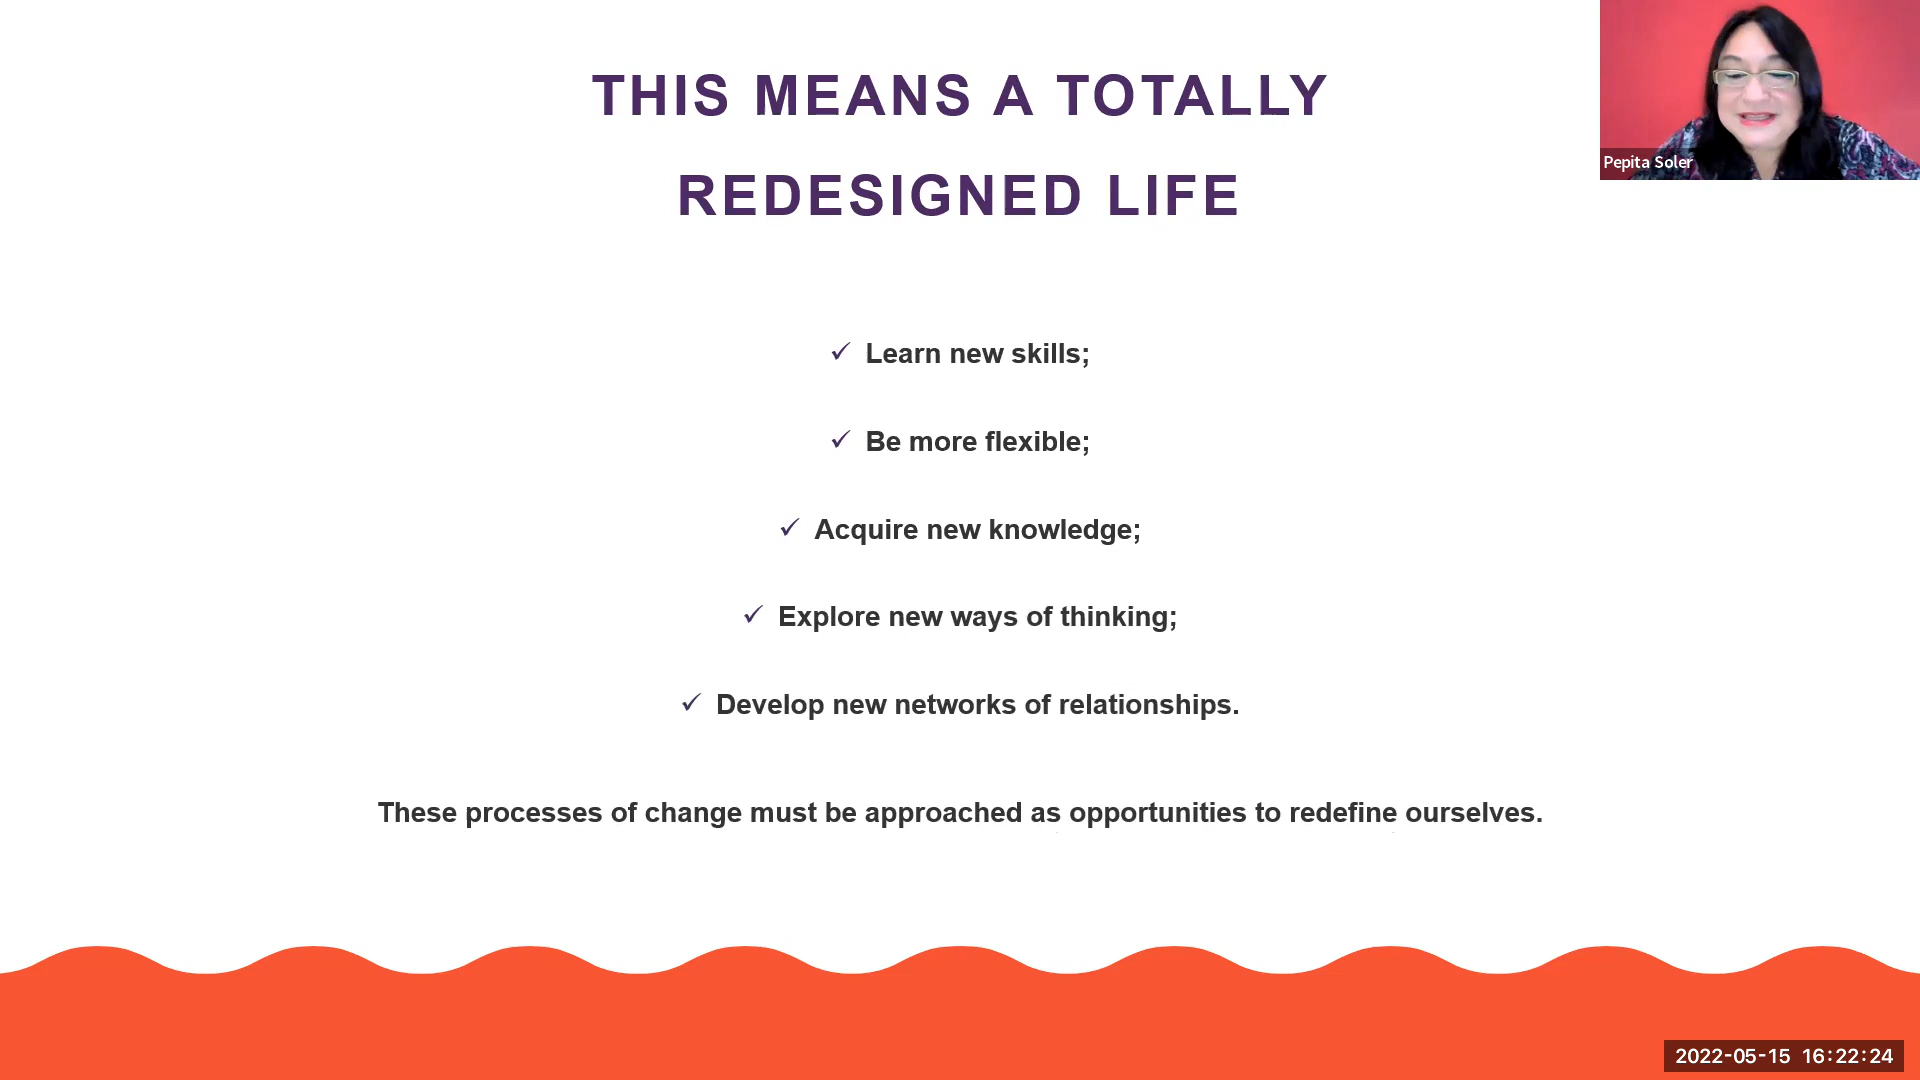 THIS MEANS A TOTALLY
REDESIGNED LIFE
Pepita Soler
✓ Learn new skills;
✓ Be more flexible;
✓ Acquire new knowledge;
✓ Explore new ways of thinking;
✓ Develop new networks of relationships.
These processes of change must be approached as opportunities to redefine ourselves.
2022-05-15 16:22:24